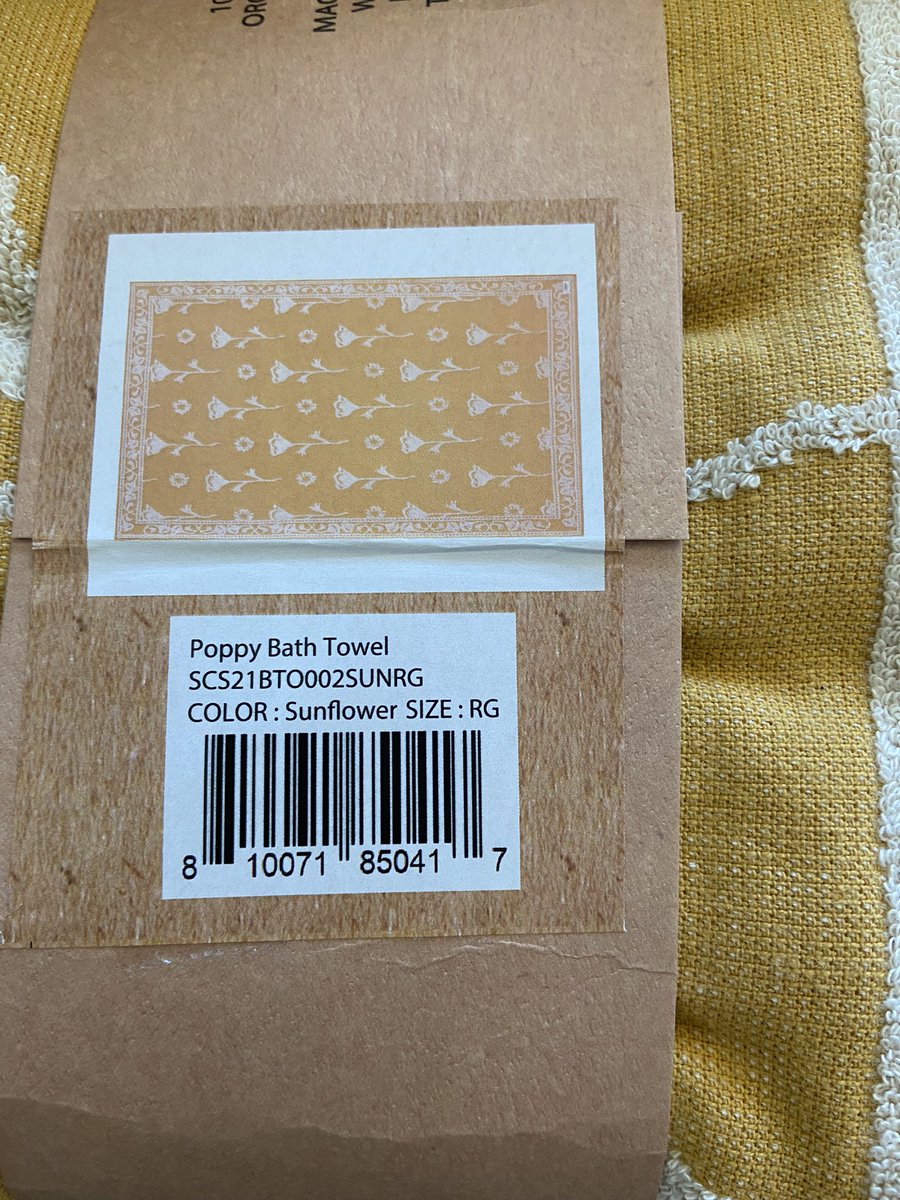 Poppy Bath Towel
SCS21BTO002SUNRG
COLOR : Sunflower SIZE : RG
8 10071 85041 7